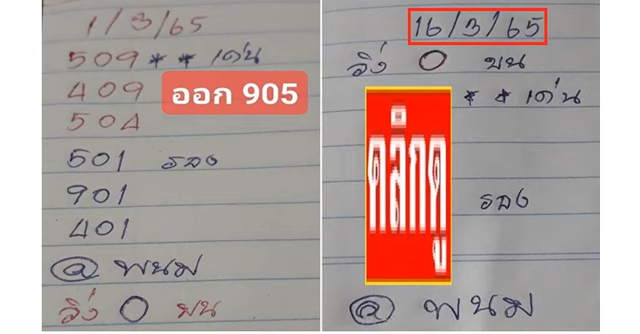 1/3/65
509 ** เด่น
409
ออก 905
504
501 รอง
901
401
@ พนม
วิ่ง 0 บน
16/3/65
วิ่ง 0 บน
** เด่น
คลิกดู
รอง
@ พนม